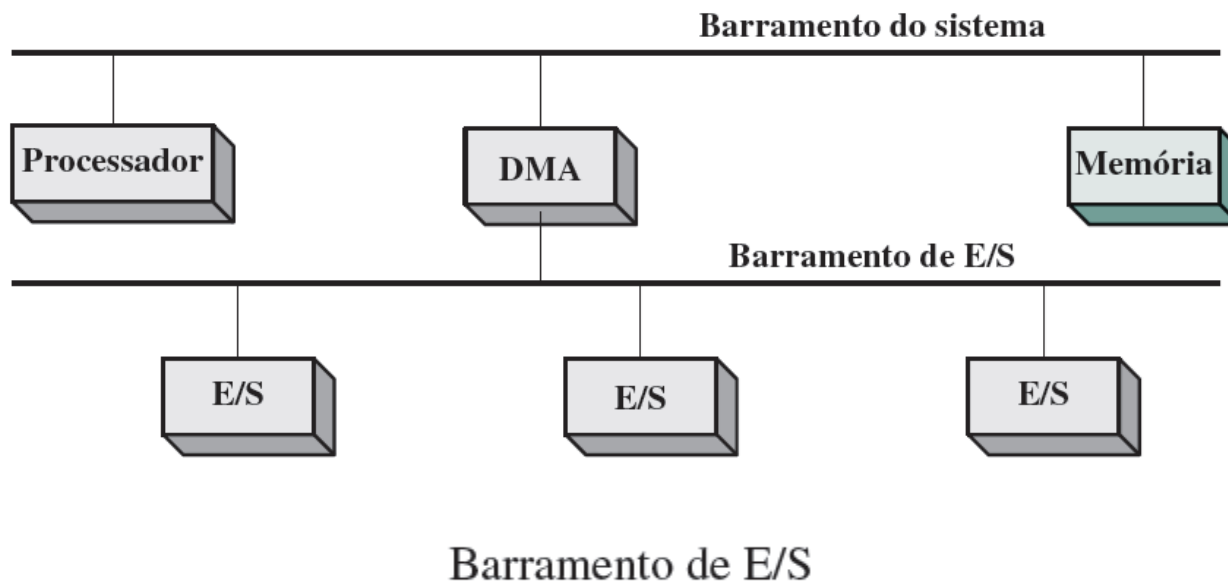 Barramento do sistema
Processador
DMA
Memória
Barramento de E/S
E/S
E/S
E/S
Barramento de E/S